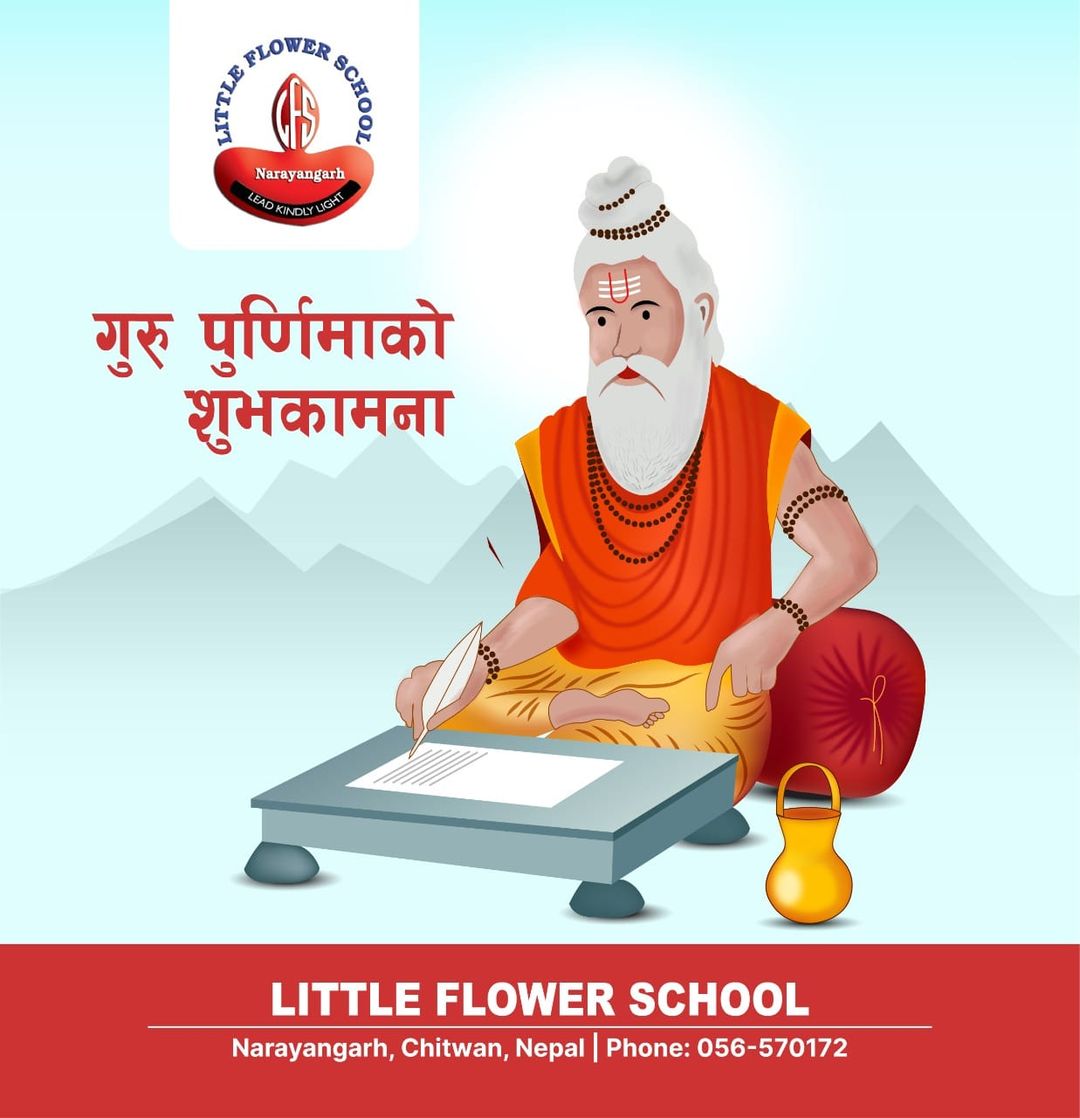 LITTLE FLOWER SCHOOL
LFS
Narayangarh
LEAD KINDLY LIGHT
गुरु पुर्णिमाको
शुभकामना
LITTLE FLOWER SCHOOL
Narayangarh, Chitwan, Nepal | Phone: 056-570172